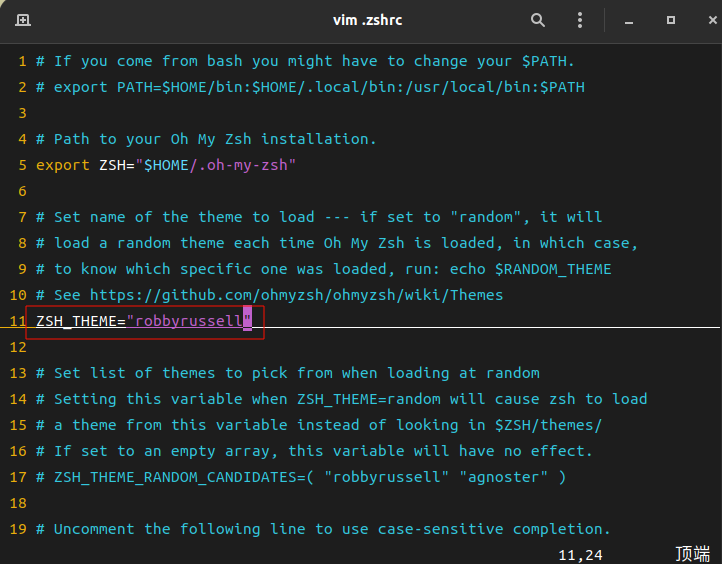 vim .zshrc
1 # If you come from bash you might have to change your $PATH.
2 # export PATH=$HOME/bin:$HOME/.local/bin:/usr/local/bin:$PATH
3
4 # Path to your Oh My Zsh installation.
5 export ZSH="$HOME/.oh-my-zsh"
6
7 # Set name of the theme to load --- if set to "random", it will
8 # load a random theme each time Oh My Zsh is loaded, in which case,
9 # to know which specific one was loaded, run: echo $RANDOM_THEME
10 # See https://github.com/ohmyzsh/ohmyzsh/wiki/Themes
11 ZSH_THEME="robbyrussell"
12
13 # Set list of themes to pick from when loading at random
14 # Setting this variable when ZSH_THEME=random will cause zsh to load
15 # a theme from this variable instead of looking in $ZSH/themes/
16 # If set to an empty array, this variable will have no effect.
17 # ZSH_THEME_RANDOM_CANDIDATES=( "robbyrussell" "agnoster" )
18
19 # Uncomment the following line to use case-sensitive completion.
11,24 顶端